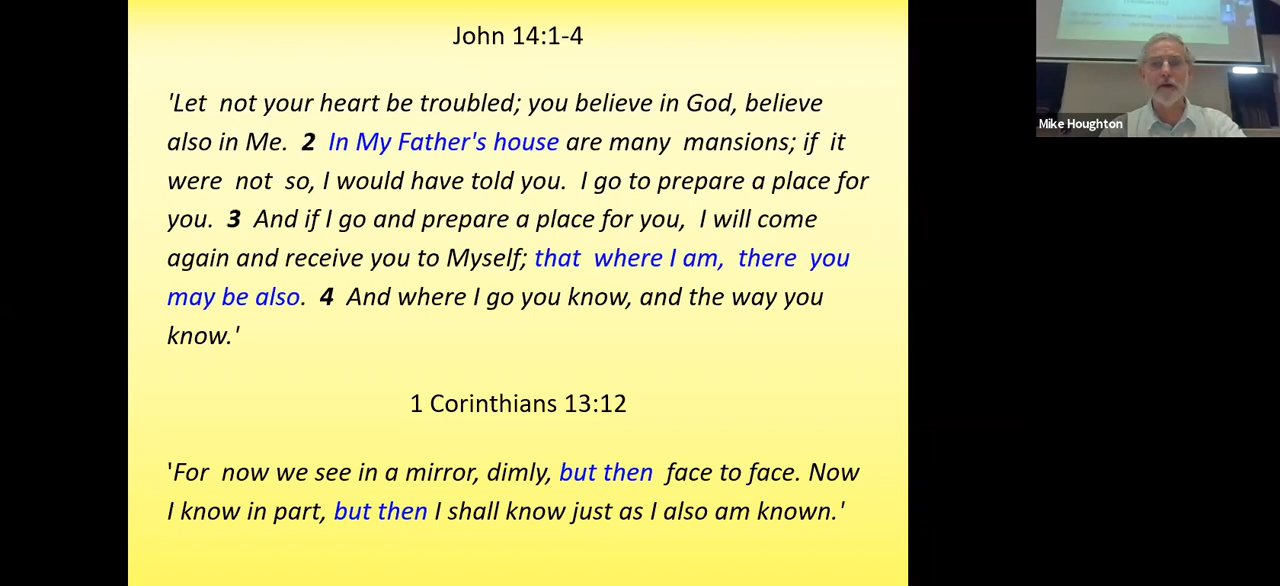 John 14:1-4
'Let not your heart be troubled; you believe in God, believe
also in Me. 2 In My Father's house are many mansions; if it
were not so, I would have told you. I go to prepare a place for
you. 3 And if I go and prepare a place for you, I will come
again and receive you to Myself; that where I am, there you
may be also. 4 And where I go you know, and the way you
know.'
1 Corinthians 13:12
'For now we see in a mirror, dimly, but then face to face. Now
I know in part, but then I shall know just as I also am known.'
Mike Houghton